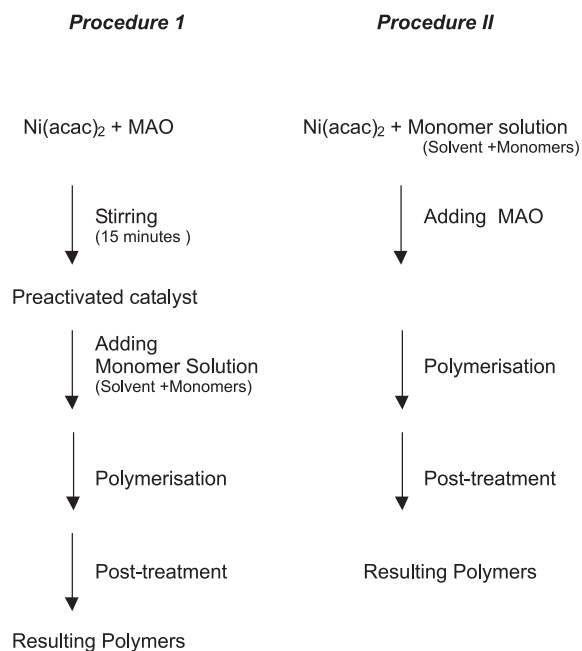 Procedure 1
Ni(acac)2 + MAO
Stirring
(15 minutes )
Preactivated catalyst
Adding
Monomer Solution
(Solvent +Monomers)
Polymerisation
Post-treatment
Resulting Polymers
Procedure II
Ni(acac)2 + Monomer solution
(Solvent +Monomers)
Adding MAO
Polymerisation
Post-treatment
Resulting Polymers